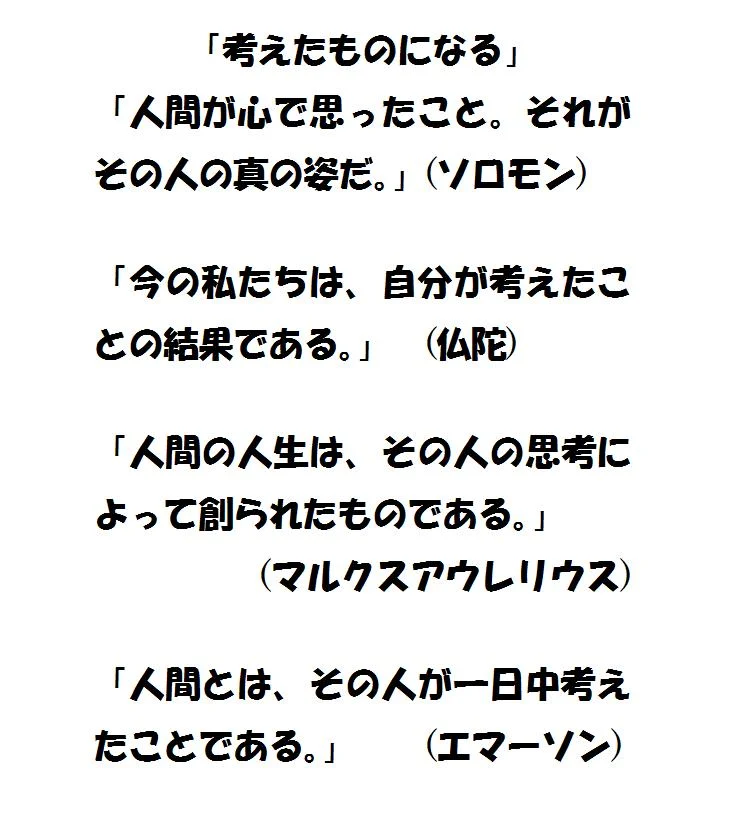 「考えたものになる」
「人間が心で思ったこと。それが
その人の真の姿だ。」(ソロモン)
「今の私たちは、自分が考えたこ
との結果である。」　(仏陀)
「人間の人生は、その人の思考に
よって創られたものである。」
(マルクスアウレリウス)
「人間とは、その人が一日中考え
たことである。」　　(エマーソン)